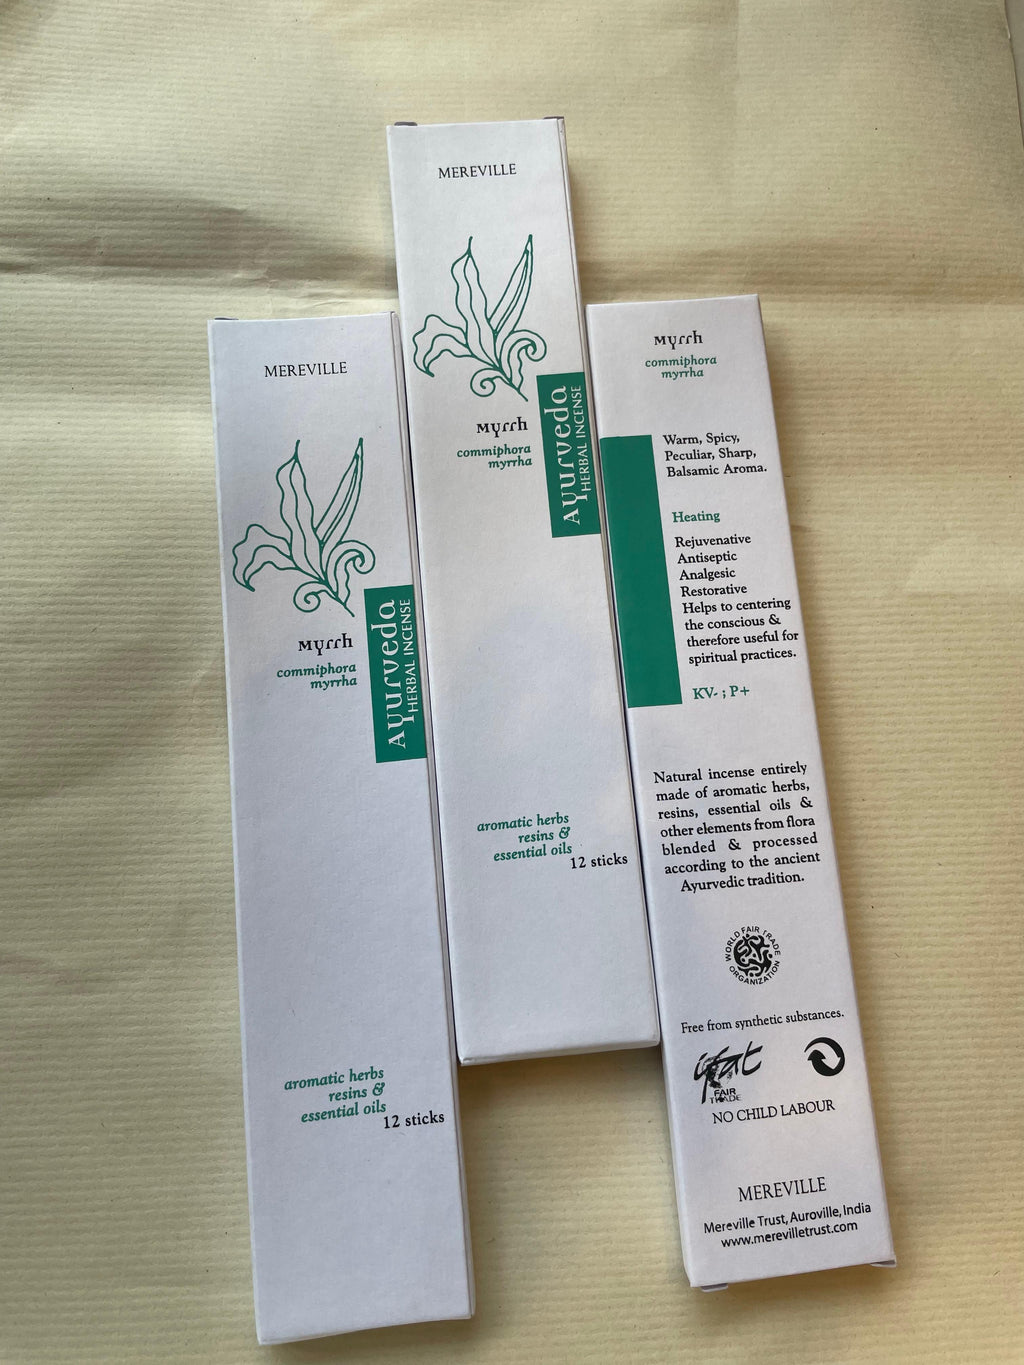 MEREVILLE
Myrrh
commiphora
myrrha
Ayurveda
HERBAL INCENSE
aromatic herbs
resins &
essential oils
12 sticks
MEREVILLE
Myrrh
commiphora
myrrha
Ayurveda
HERBAL INCENSE
aromatic herbs
resins &
essential oils
12 sticks
Myrrh
commiphora
myrrha
Warm, Spicy,
Peculiar, Sharp,
Balsamic Aroma.
Heating
Rejuvenative
Antiseptic
Analgesic
Restorative
Helps to centering
the conscious &
therefore useful for
spiritual practices.
KV- ; P+
Natural incense entirely
made of aromatic herbs,
resins, essential oils &
other elements from flora
blended & processed
according to the ancient
Ayurvedic tradition.
WORLD FAIR TRADE
ORGANIZATION
Free from synthetic substances.
ifat
FAIR
TRADE
NO CHILD LABOUR
MEREVILLE
Mereville Trust, Auroville, India
www.merevilletrust.com